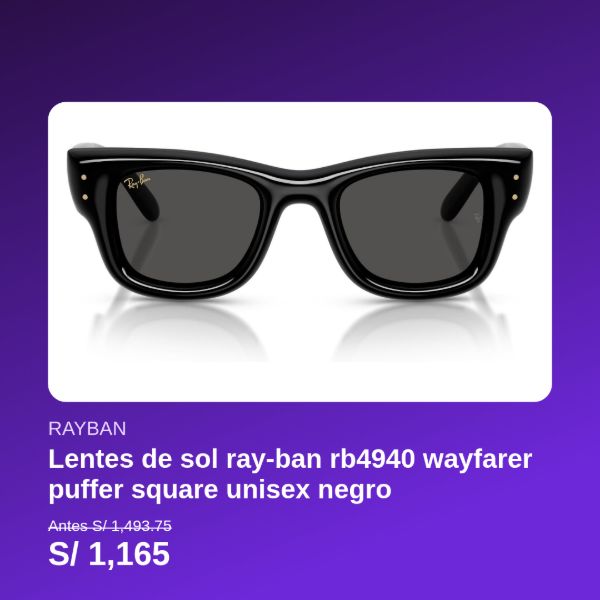 Ray-Ban
RAYBAN
Lentes de sol ray-ban rb4940 wayfarer
puffer square unisex negro
Antes S/ 1,493.75
S/ 1,165